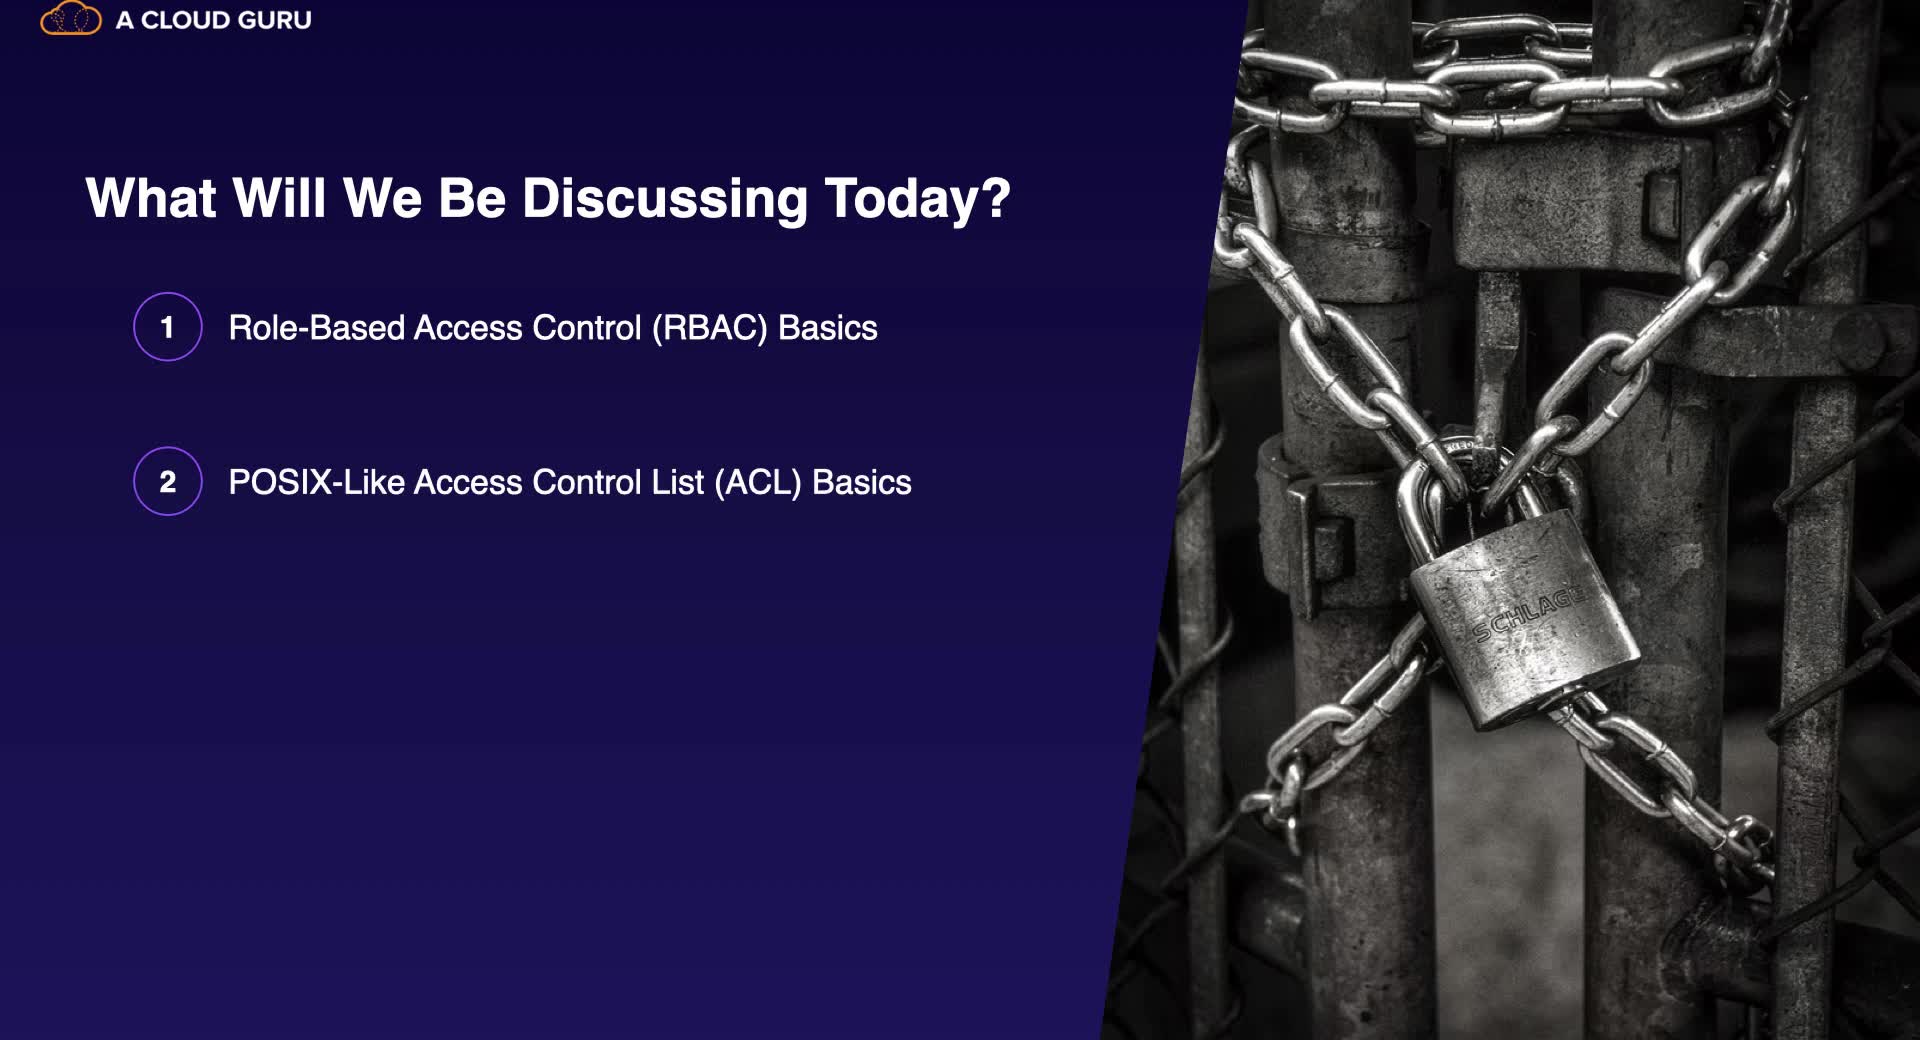 A CLOUD GURU
What Will We Be Discussing Today?
1 Role-Based Access Control (RBAC) Basics
2 POSIX-Like Access Control List (ACL) Basics
SCHLAGE